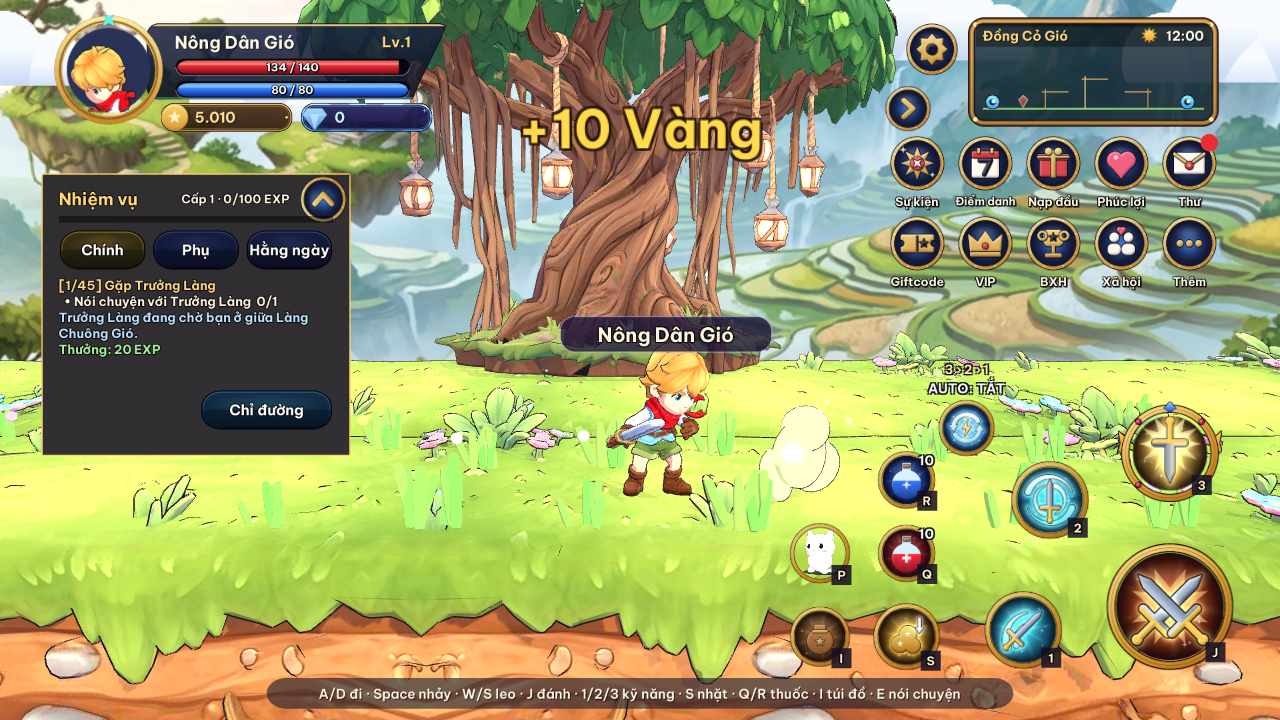 Nông Dân Gió
Lv.1
134 / 140
80 / 80
5.010
0
+10 Vàng
Đồng Cỏ Gió
12:00
7
Sự kiện
Điểm danh
Nạp đầu
Phúc lợi
Thư
Giftcode
VIP
BXH
Xã hội
Thêm
Nhiệm vụ
Cấp 1 · 0/100 EXP
Chính
Phụ
Hằng ngày
[1/45] Gặp Trưởng Làng
• Nói chuyện với Trưởng Làng 0/1
Trưởng Làng đang chờ bạn ở giữa Làng
Chuông Gió.
Thưởng: 20 EXP
Chỉ đường
Nông Dân Gió
3>2>1
AUTO: TẮT
10
R
3
2
10
Q
P
I
S
1
J
A/D đi · Space nhảy · W/S leo · J đánh · 1/2/3 kỹ năng · S nhặt · Q/R thuốc · I túi đồ · E nói chuyện